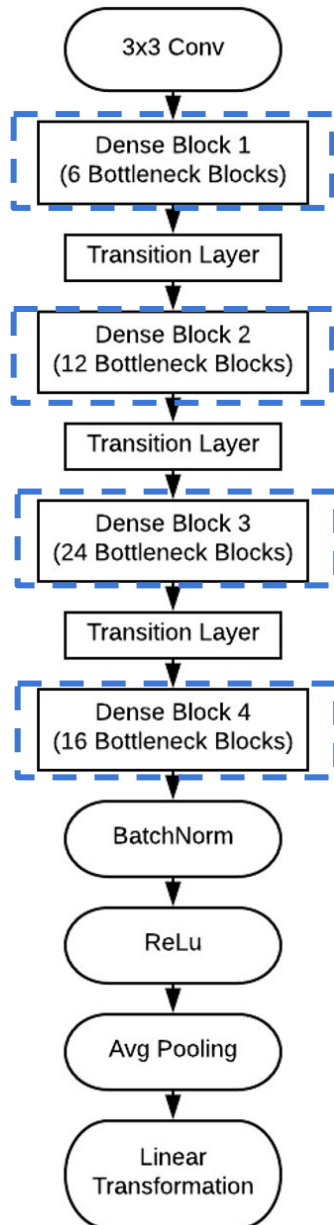 3x3 Conv
Dense Block 1
(6 Bottleneck Blocks)
Transition Layer
Dense Block 2
(12 Bottleneck Blocks)
Transition Layer
Dense Block 3
(24 Bottleneck Blocks)
Transition Layer
Dense Block 4
(16 Bottleneck Blocks)
BatchNorm
ReLu
Avg Pooling
Linear
Transformation